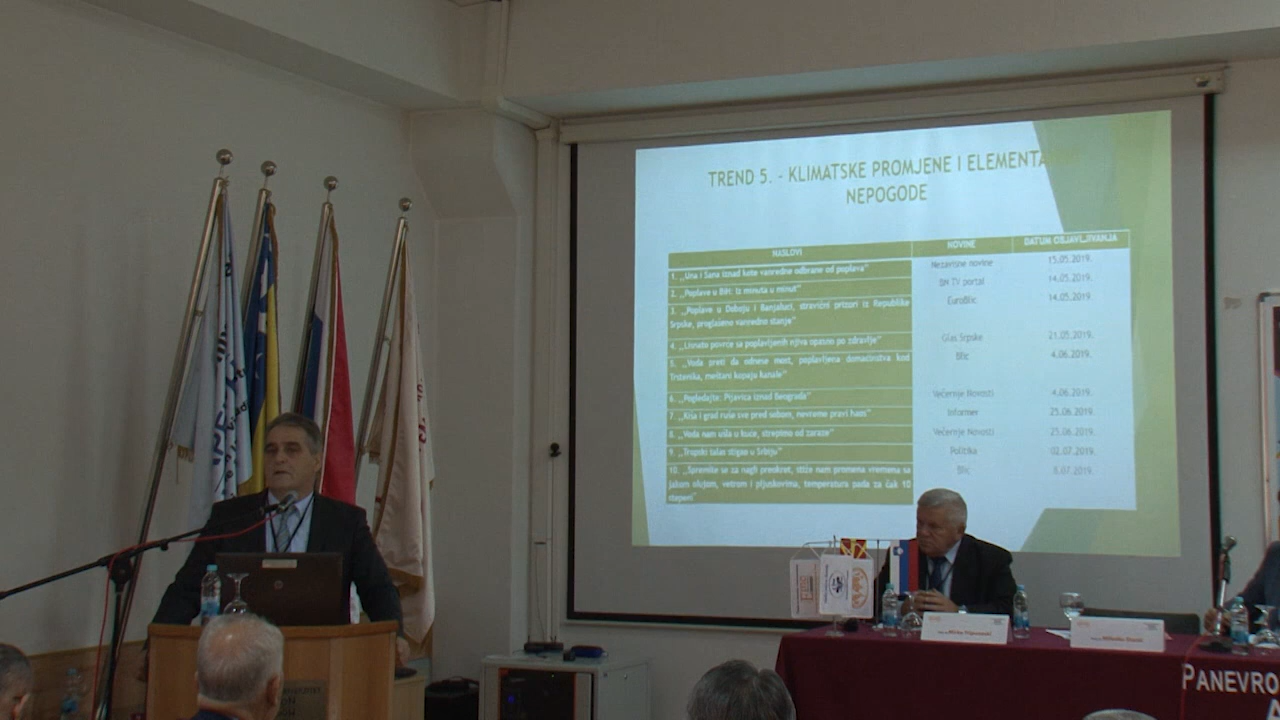 TREND 5. - KLIMATSKE PROMJENE I ELEMENTA
NEPOGODE
NASLOVI NOVINE DATUM OBJAVLJIVANJA
1. ,,Una i Sana iznad kote vanredne odbrane od poplava" Nezavisne novine 15.05.2019.
2. ,,Poplave u BiH: Iz minuta u minut" BN TV portal 14.05.2019.
3. ,,Poplave u Doboju i Banjaluci, stravični prizori iz Republike EuroBlic 14.05.2019
Srpske, proglašeno vanredno stanje"
4. ,,Lisnato povrće sa poplavljenih njiva opasno po zdravlje" Glas Srpske 21.05.2019.
5. ,,Voda preti da odnese most, poplavljena domaćinstva kod Blic 4.06.2019.
Trstenika, meštani kopaju kanale"
6. ,,Pogledajte: Pijavica iznad Beograda" Večernje Novosti 4.06.2019.
7. ,,Kiša i grad ruše sve pred sobom, nevreme pravi haos" Informer 25.06.2019.
8. ,,Voda nam ušla u kuće, strepimo od zaraze" Večernje Novosti 25.06.2019.
9. ,,Tropski talas stigao u Srbiju" Politika 02.07.2019.
10. ,,Spremite se za nagli preokret, stiže nam promena vremena sa Blic 8.07.2019.
jakom olujom, vetrom i pljuskovima, temperatura pada za čak 10
stepeni"
PANEVRO